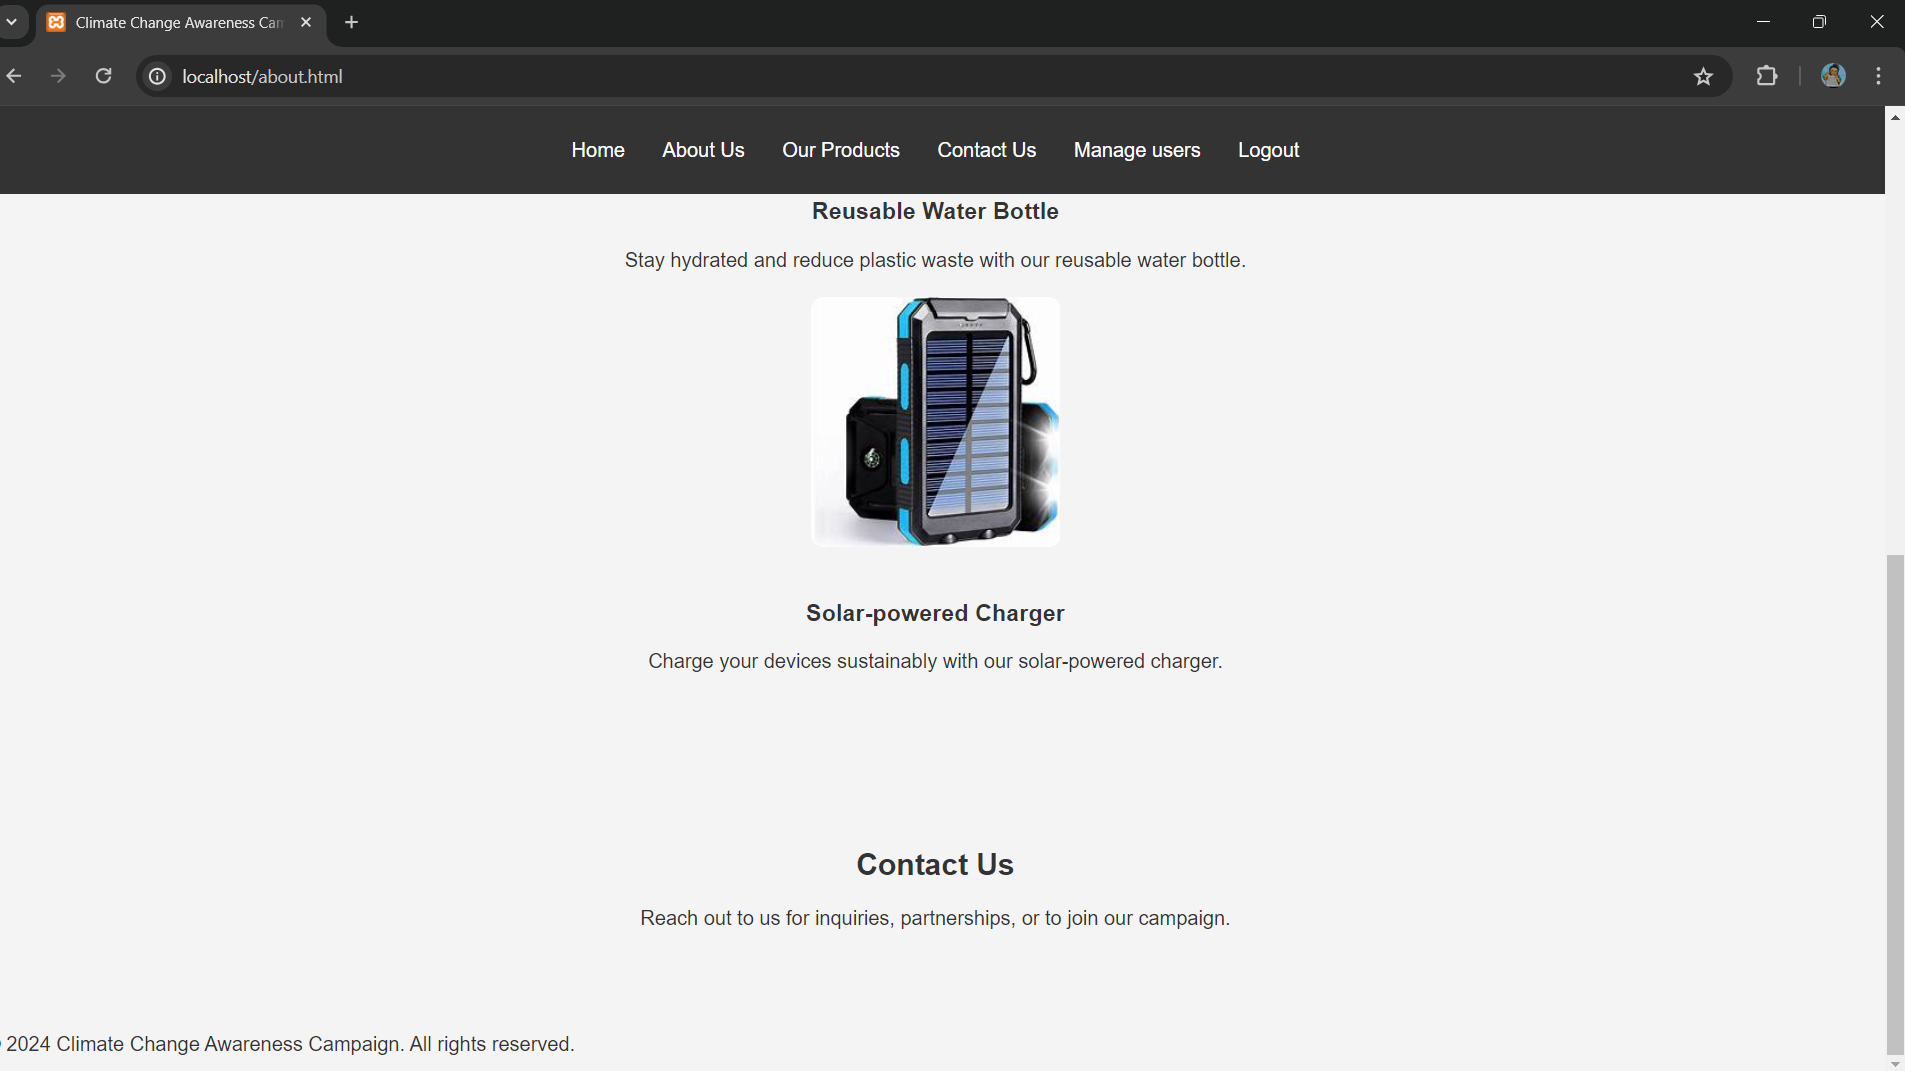 Climate Change Awareness Can
localhost/about.html
Home About Us Our Products Contact Us Manage users Logout
Reusable Water Bottle
Stay hydrated and reduce plastic waste with our reusable water bottle.
Solar-powered Charger
Charge your devices sustainably with our solar-powered charger.
Contact Us
Reach out to us for inquiries, partnerships, or to join our campaign.
2024 Climate Change Awareness Campaign. All rights reserved.